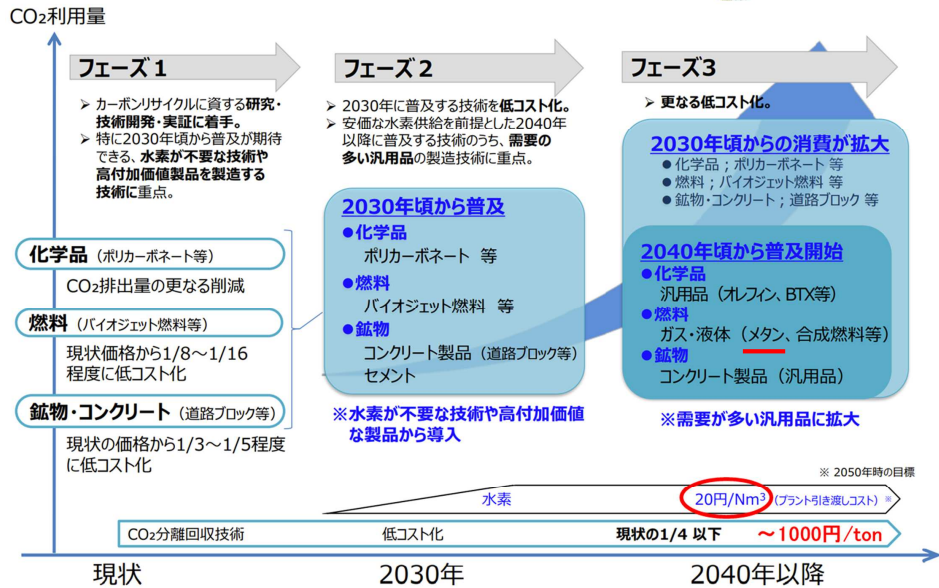 CO₂利用量
フェーズ1
➢ カーボンリサイクルに資する研究・
技術開発・実証に着手。
➢ 特に2030年頃から普及が期待
できる、水素が不要な技術や
高付加価値製品を製造する
技術に重点。
フェーズ2
➢ 2030年に普及する技術を低コスト化。
➢ 安価な水素供給を前提とした2040年
以降に普及する技術のうち、需要の
多い汎用品の製造技術に重点。
フェーズ3
➢ 更なる低コスト化。
化学品(ポリカーボネート等)
CO₂排出量の更なる削減
燃料(バイオジェット燃料等)
現状価格から1/8~1/16
程度に低コスト化
鉱物・コンクリート(道路ブロック等)
現状の価格から1/3~1/5程度
に低コスト化
2030年頃から普及
●化学品
ポリカーボネート 等
●燃料
バイオジェット燃料 等
●鉱物
コンクリート製品(道路ブロック等)
セメント
※水素が不要な技術や高付加価値
な製品から導入
2030年頃からの消費が拡大
●化学品;ポリカーボネート 等
●燃料;バイオジェット燃料 等
●鉱物・コンクリート;道路ブロック 等
2040年頃から普及開始
●化学品
汎用品(オレフィン、BTX等)
●燃料
ガス・液体(メタン、合成燃料等)
●鉱物
コンクリート製品(汎用品)
※需要が多い汎用品に拡大
※ 2050年時の目標
水素 20円/Nm³(プラント引き渡しコスト)※
CO₂分離回収技術 低コスト化 現状の1/4 以下 ~1000円/ton
現状 2030年 2040年以降